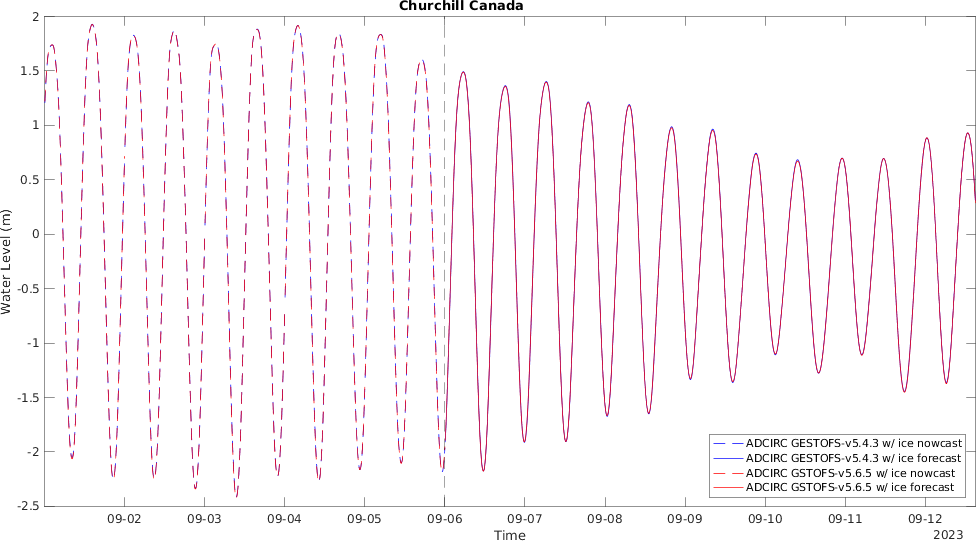 Churchill Canada
2
1.5
1
0.5
0
-0.5
-1
-1.5
-2
-2.5
Water Level (m)
ADCIRC GESTOFS-v5.4.3 w/ ice nowcast
ADCIRC GESTOFS-v5.4.3 w/ ice forecast
ADCIRC GSTOFS-v5.6.5 w/ ice nowcast
ADCIRC GSTOFS-v5.6.5 w/ ice forecast
09-02 09-03 09-04 09-05 09-06 09-07 09-08 09-09 09-10 09-11 09-12
Time
2023